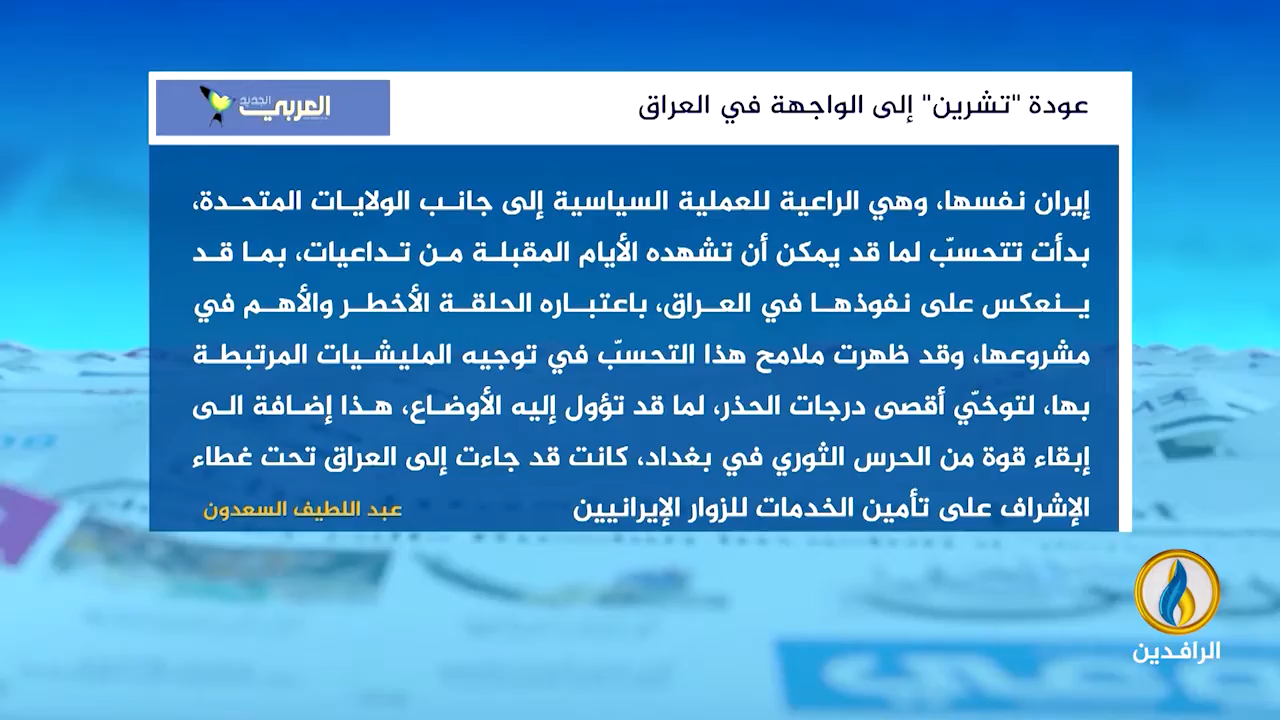 عودة "تشرين" إلى الواجهة في العراق
العربي الجديد
إيران نفسها، وهي الراعية للعملية السياسية إلى جانب الولايات المتحدة،
بدأت تتحسبّ لما قد يمكن أن تشهده الأيام المقبلة من تداعيات، بما قد
ينعكس على نفوذها في العراق، باعتباره الحلقة الأخطر والأهم في
مشروعها، وقد ظهرت ملامح هذا التحسبّ في توجيه المليشيات المرتبطة
بها، لتوخيّ أقصى درجات الحذر، لما قد تؤول إليه الأوضاع، هذا إضافة الى
إبقاء قوة من الحرس الثوري في بغداد، كانت قد جاءت إلى العراق تحت غطاء
الإشراف على تأمين الخدمات للزوار الإيرانيين
عبد اللطيف السعدون
الرافدين